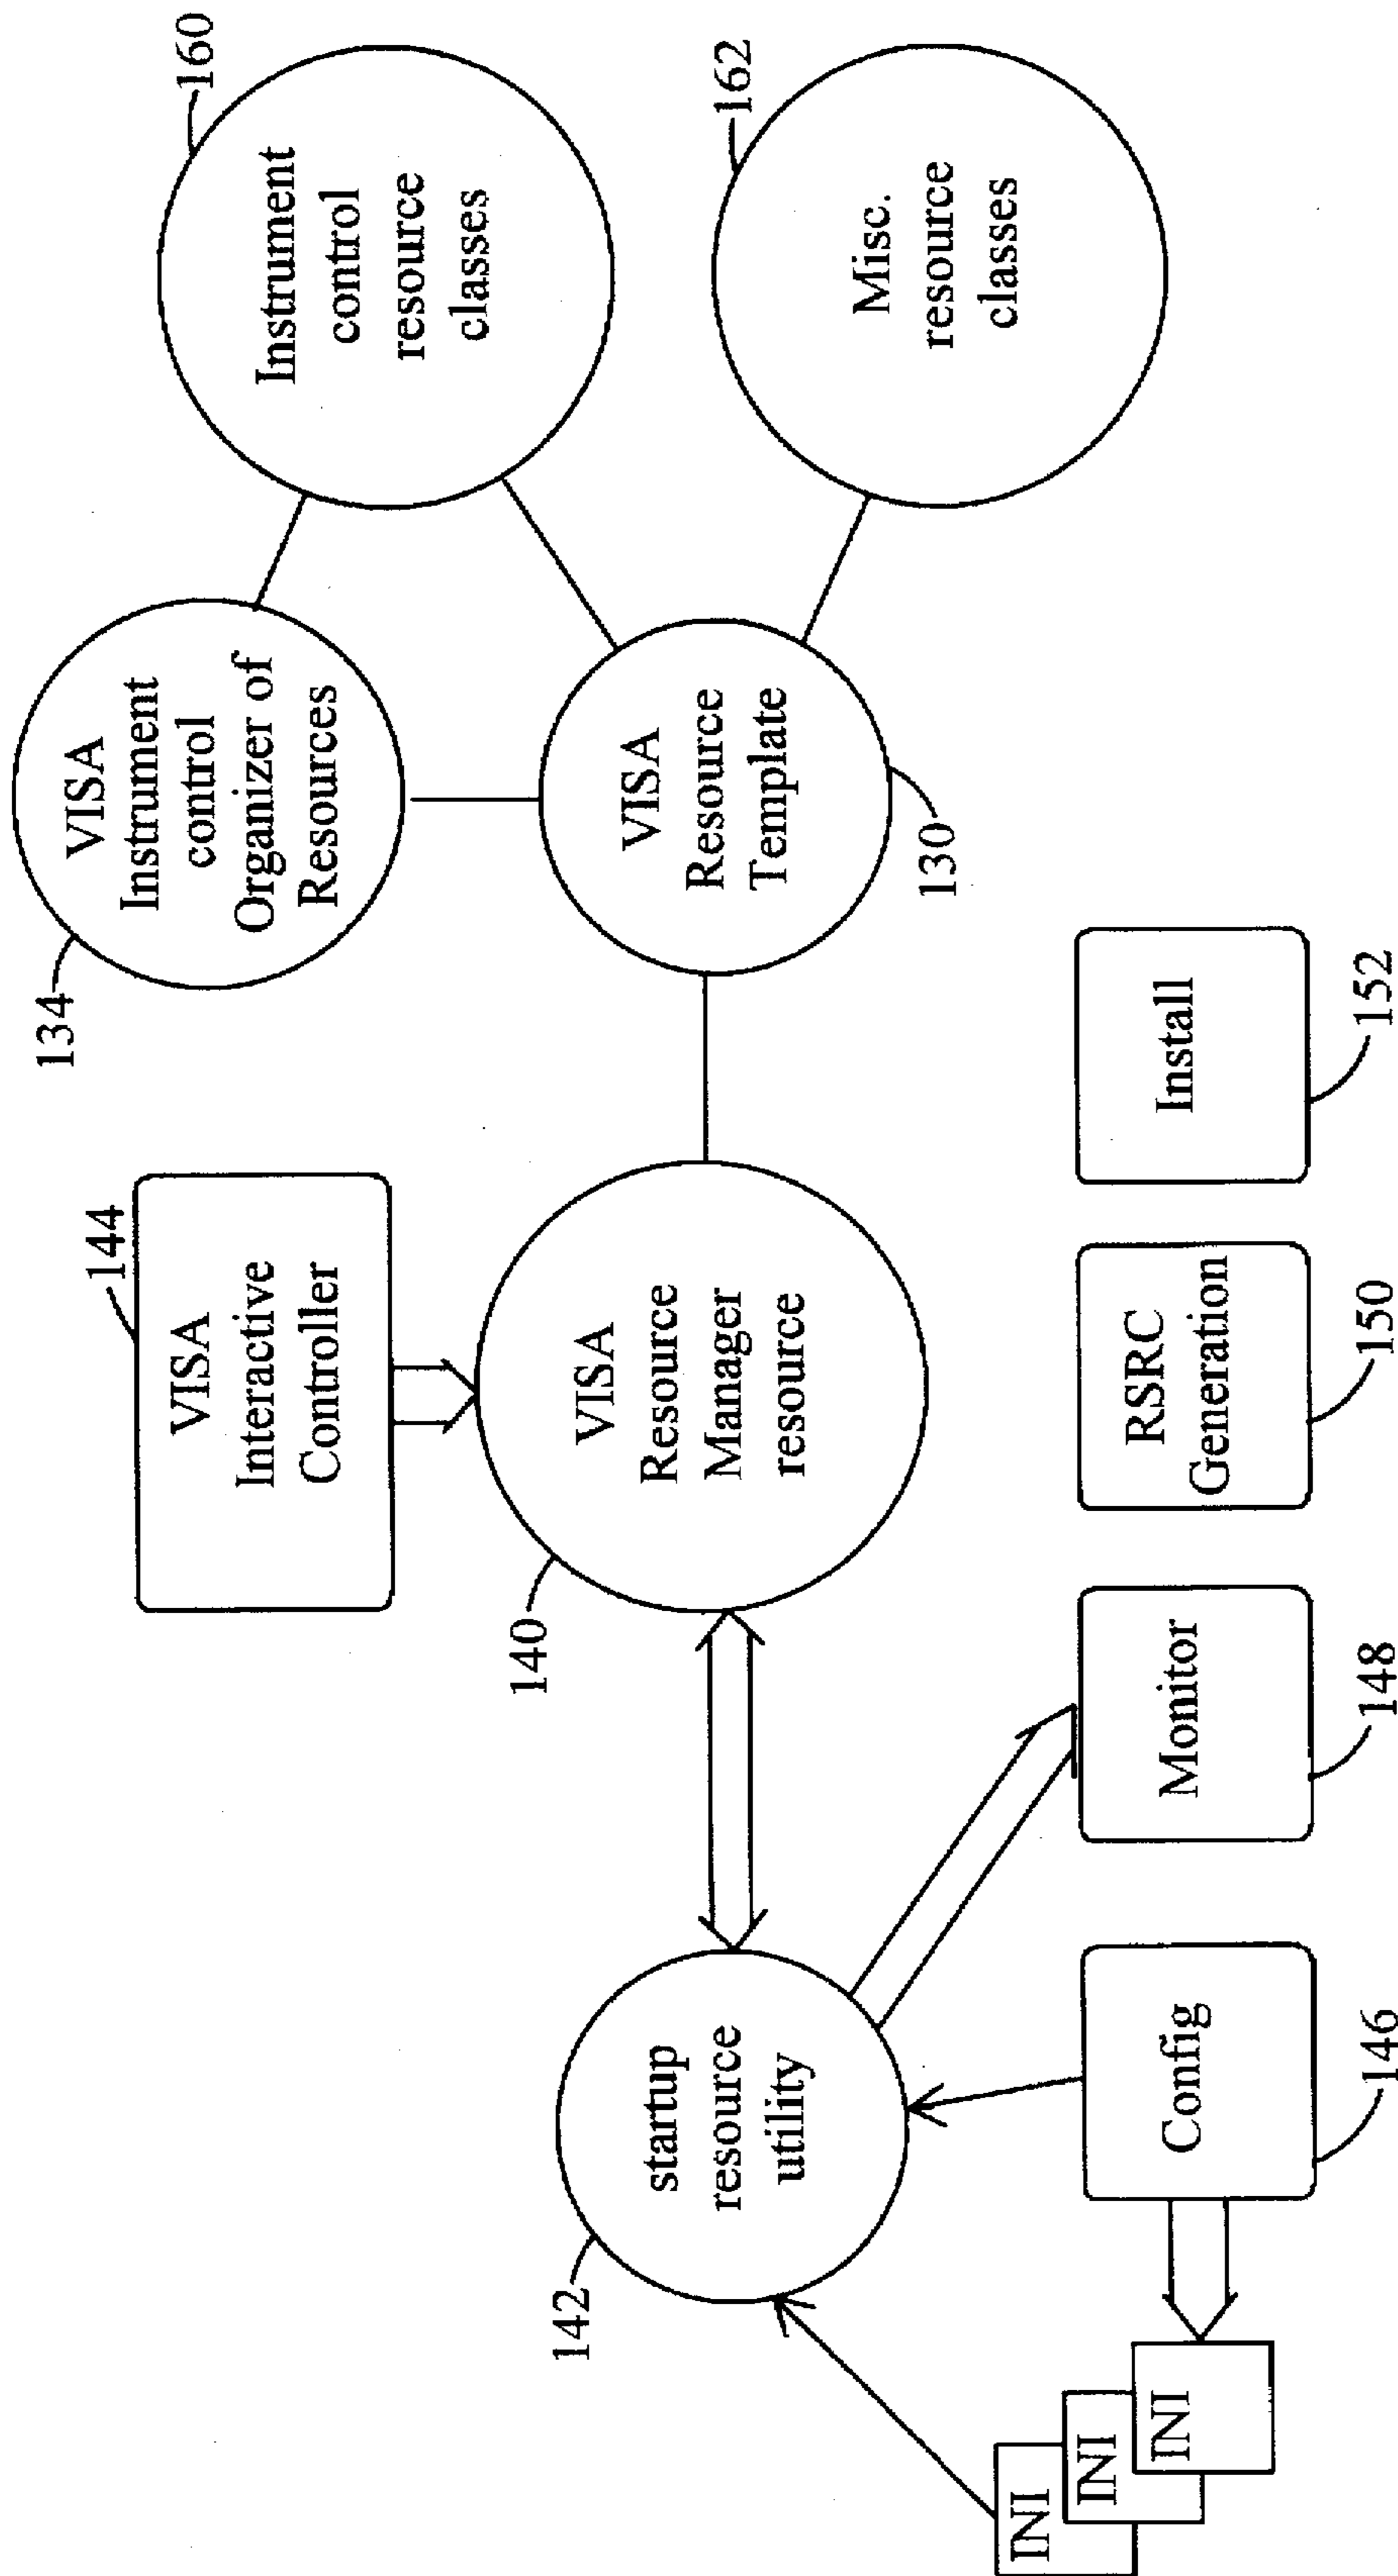 144
VISA
Interactive
Controller
134
VISA
Instrument
control
Organizer of
Resources
160
Instrument
control
resource
classes
142
startup
resource
utility
140
VISA
Resource
Manager
resource
VISA
Resource
Template
130
162
Misc.
resource
classes
INI
INI
INI
Config
146
Monitor
148
RSRC
Generation
150
Install
152